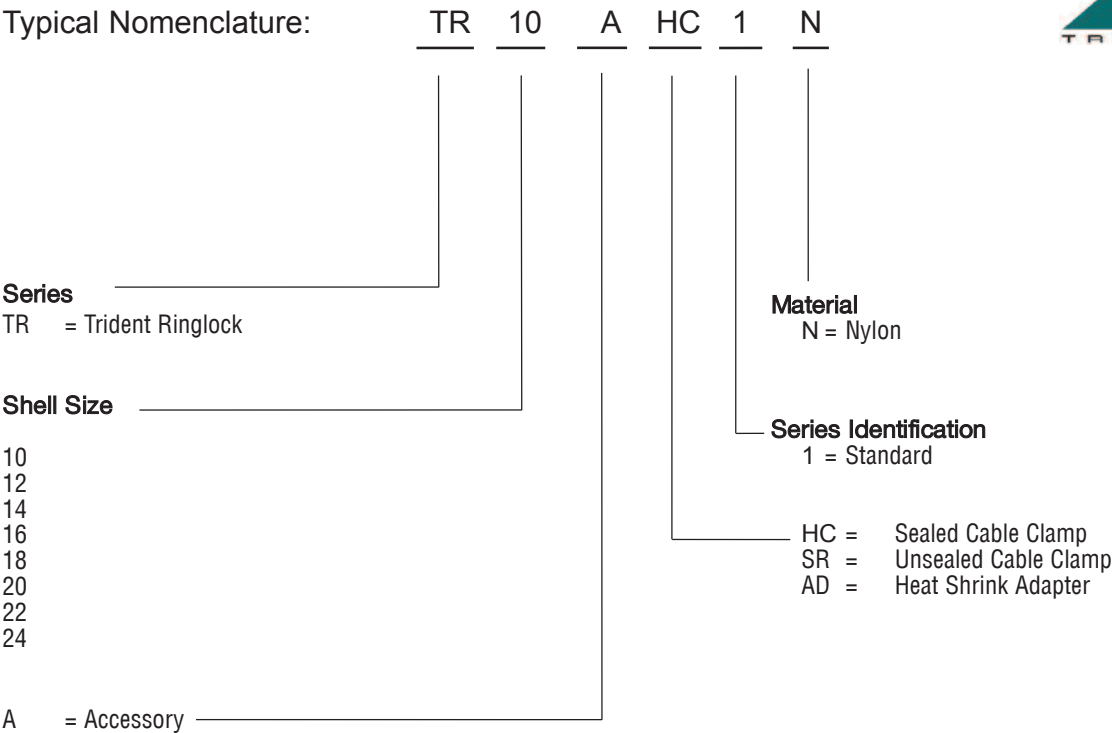 Typical Nomenclature: TR 10 A HC 1 N
Series
TR = Trident Ringlock
Shell Size
10
12
14
16
18
20
22
24
A = Accessory
Material
N = Nylon
Series Identification
1 = Standard
HC = Sealed Cable Clamp
SR = Unsealed Cable Clamp
AD = Heat Shrink Adapter